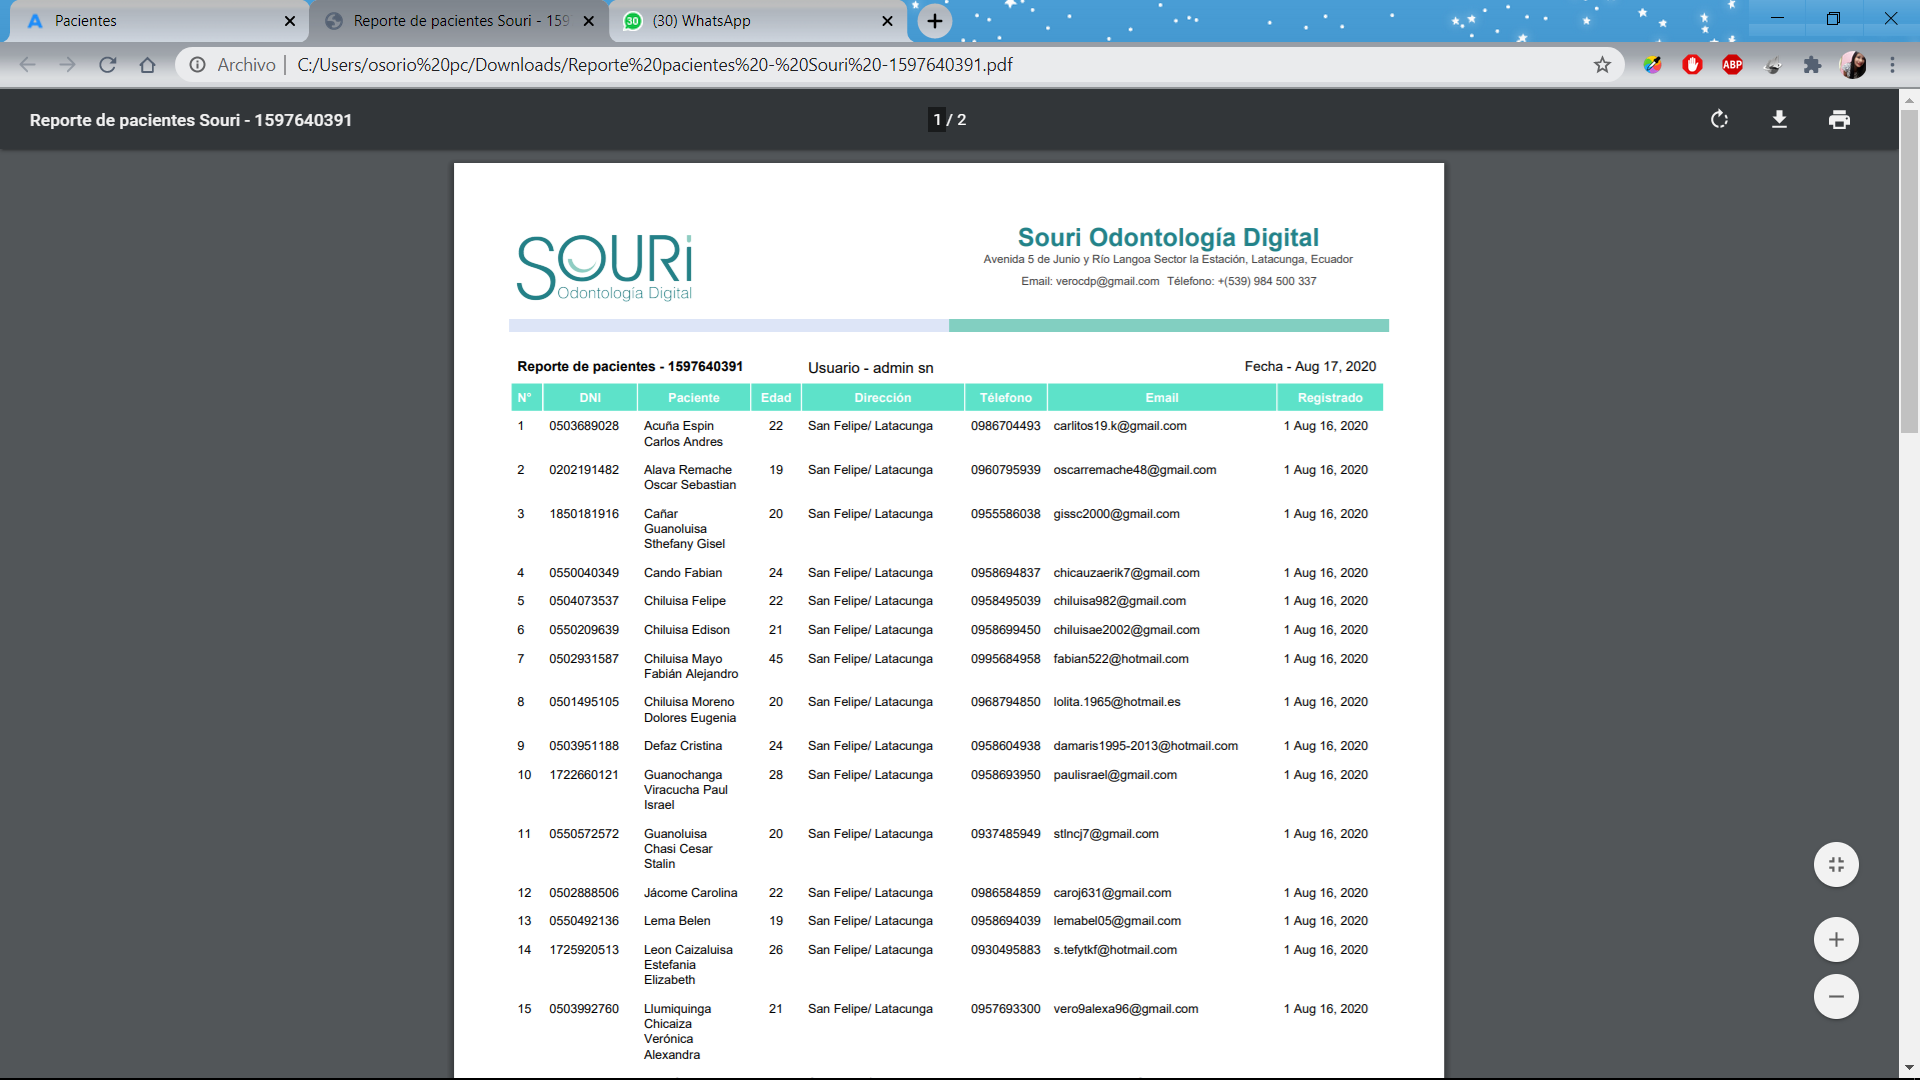 Pacientes
Reporte de pacientes Souri - 159
30 (30) WhatsApp
Archivo | C:/Users/osorio%20pc/Downloads/Reporte%20pacientes%20-%20Souri%20-1597640391.pdf
ABP
Reporte de pacientes Souri - 1597640391
1 / 2
SOURi
Odontología Digital
Souri Odontología Digital
Avenida 5 de Junio y Río Langoa Sector la Estación, Latacunga, Ecuador
Email: verocdp@gmail.com Télefono: +(539) 984 500 337
Reporte de pacientes - 1597640391 Usuario - admin sn Fecha - Aug 17, 2020
N° DNI Paciente Edad Dirección Télefono Email Registrado
1 0503689028 Acuña Espin 22 San Felipe/ Latacunga 0986704493 carlitos19.k@gmail.com 1 Aug 16, 2020
Carlos Andres
2 0202191482 Alava Remache 19 San Felipe/ Latacunga 0960795939 oscarremache48@gmail.com 1 Aug 16, 2020
Oscar Sebastian
3 1850181916 Cañar 20 San Felipe/ Latacunga 0955586038 gissc2000@gmail.com 1 Aug 16, 2020
Guanoluisa
Sthefany Gisel
4 0550040349 Cando Fabian 24 San Felipe/ Latacunga 0958694837 chicauzaerik7@gmail.com 1 Aug 16, 2020
5 0504073537 Chiluisa Felipe 22 San Felipe/ Latacunga 0958495039 chiluisa982@gmail.com 1 Aug 16, 2020
6 0550209639 Chiluisa Edison 21 San Felipe/ Latacunga 0958699450 chiluisae2002@gmail.com 1 Aug 16, 2020
7 0502931587 Chiluisa Mayo 45 San Felipe/ Latacunga 0995684958 fabian522@hotmail.com 1 Aug 16, 2020
Fabián Alejandro
8 0501495105 Chiluisa Moreno 20 San Felipe/ Latacunga 0968794850 lolita.1965@hotmail.es 1 Aug 16, 2020
Dolores Eugenia
9 0503951188 Defaz Cristina 24 San Felipe/ Latacunga 0958604938 damaris1995-2013@hotmail.com 1 Aug 16, 2020
10 1722660121 Guanochanga 28 San Felipe/ Latacunga 0958693950 paulisrael@gmail.com 1 Aug 16, 2020
Viracucha Paul
Israel
11 0550572572 Guanoluisa 20 San Felipe/ Latacunga 0937485949 stlncj7@gmail.com 1 Aug 16, 2020
Chasi Cesar
Stalin
12 0502888506 Jácome Carolina 22 San Felipe/ Latacunga 0986584859 caroj631@gmail.com 1 Aug 16, 2020
13 0550492136 Lema Belen 19 San Felipe/ Latacunga 0958694039 lemabel05@gmail.com 1 Aug 16, 2020
14 1725920513 Leon Caizaluisa 26 San Felipe/ Latacunga 0930495883 s.tefytkf@hotmail.com 1 Aug 16, 2020
Estefania
Elizabeth
15 0503992760 Llumiquinga 21 San Felipe/ Latacunga 0957693300 vero9alexa96@gmail.com 1 Aug 16, 2020
Chicaiza
Verónica
Alexandra